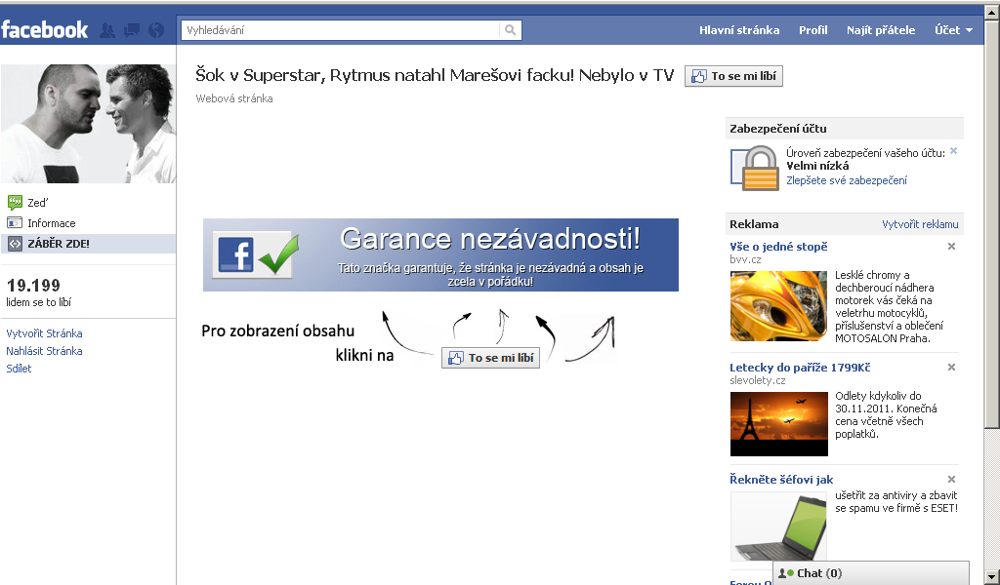 facebook
Vyhledávání
Hlavní stránka
Profil
Najít přátele
Účet
Šok v Superstar, Rytmus natahl Marešovi facku! Nebylo v TV
To se mi líbí
Webová stránka
Zeď
Informace
ZÁBĚR ZDE!
19.199
lidem se to líbí
Vytvořit Stránka
Nahlásit Stránka
Sdílet
Garance nezávadnosti!
Tato značka garantuje, že stránka je nezávadná a obsah je
zcela v pořádku!
Pro zobrazení obsahu
klikni na
To se mi líbí
Zabezpečení účtu
Úroveň zabezpečení vašeho účtu:
Velmi nízká
Zlepšete své zabezpečení
Reklama
Vytvořit reklamu
Vše o jedné stopě
bvv.cz
Lesklé chromy a
dechberoucí nádhera
motorek vás čeká na
veletrhu motocyklů,
příslušenství a oblečení
MOTOSALON Praha.
Letecky do paříže 1799Kč
slevolety.cz
Odlety kdykoliv do
30.11.2011. Konečná
cena včetně všech
poplatků.
Řekněte šéfovi jak
ušetřit za antiviry a zbavit
se spamu ve firmě s ESET!
Chat (0)